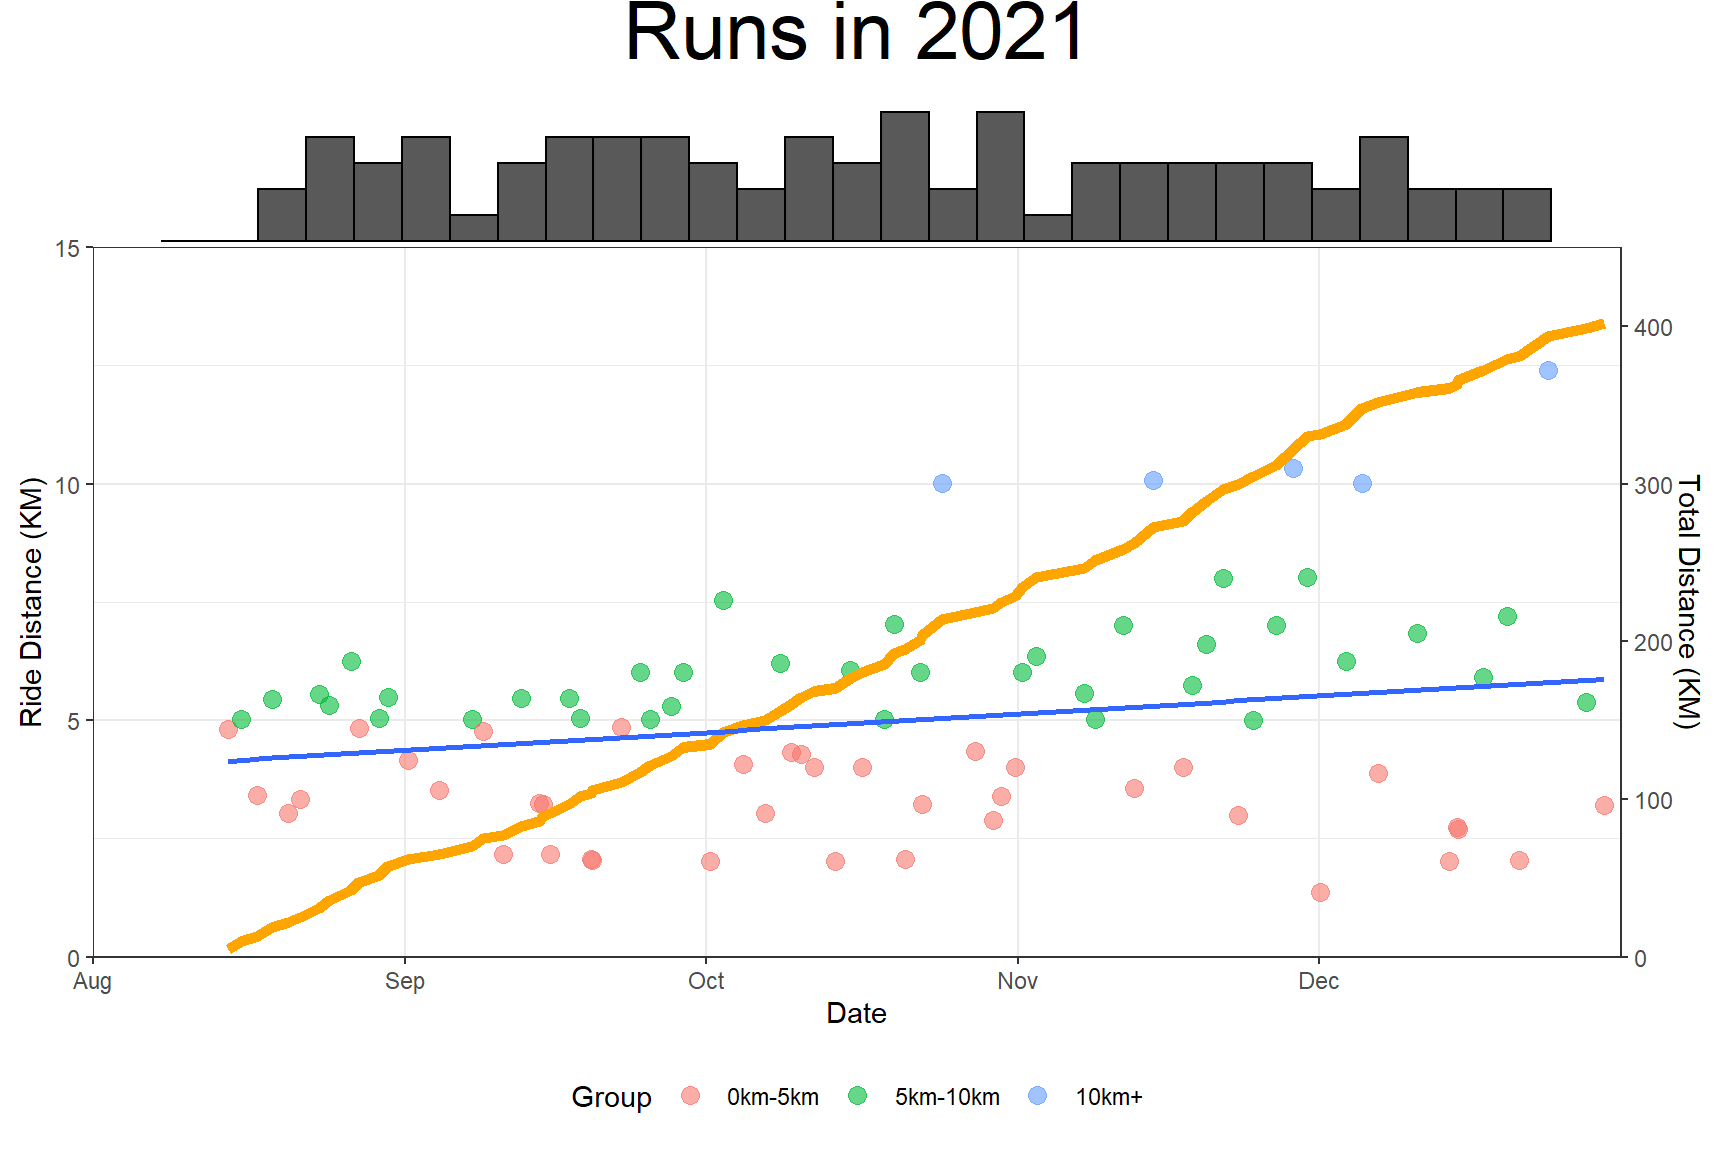 Runs in 2021
15
10
5
0
Ride Distance (KM)
400
300
200
100
0
Total Distance (KM)
Aug Sep Oct Nov Dec
Date
Group 0km-5km 5km-10km 10km+